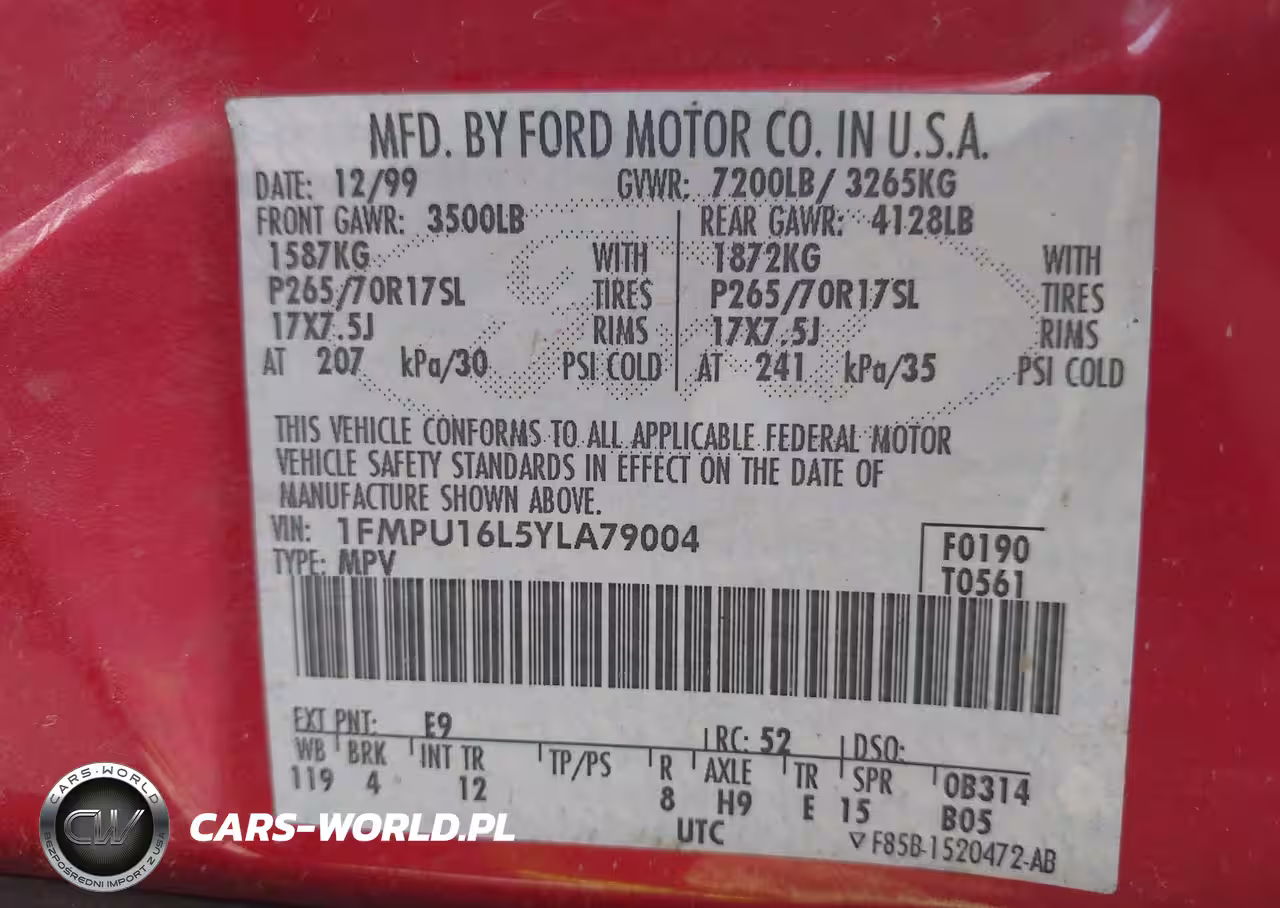 MFD. BY FORD MOTOR CO. IN U.S.A.
DATE: 12/99 GVWR: 7200LB/ 3265KG
FRONT GAWR: 3500LB REAR GAWR: 4128LB
1587KG WITH 1872KG WITH
P265/70R17SL TIRES P265/70R17SL TIRES
17X7.5J RIMS 17X7.5J RIMS
AT 207 kPa/30 PSI COLD AT 241 kPa/35 PSI COLD
THIS VEHICLE CONFORMS TO ALL APPLICABLE FEDERAL MOTOR
VEHICLE SAFETY STANDARDS IN EFFECT ON THE DATE OF
MANUFACTURE SHOWN ABOVE.
VIN: 1FMPU16L5YLA79004 F0190
TYPE: MPV T0561
EXT PNT: E9 RC: 52 DSO:
WB BRK INT TR TP/PS R AXLE TR SPR 0B314
119 4 12 8 H9 E 15 B05
UTC ▽F85B-1520472-AB
CARS-WORLD
CW
BEZPOŚREDNI IMPORT Z USA
CARS-WORLD.PL